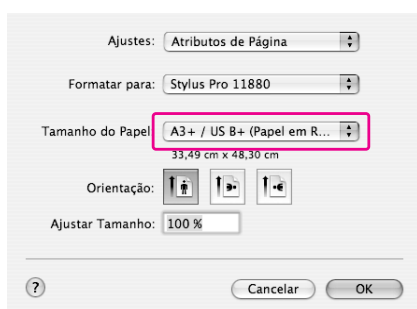 Ajustes: Atributos de Página
Formatar para: Stylus Pro 11880
Tamanho do Papel: A3+ / US B+ (Papel em R...
33,49 cm x 48,30 cm
Orientação:
Ajustar Tamanho: 100 %
? Cancelar OK